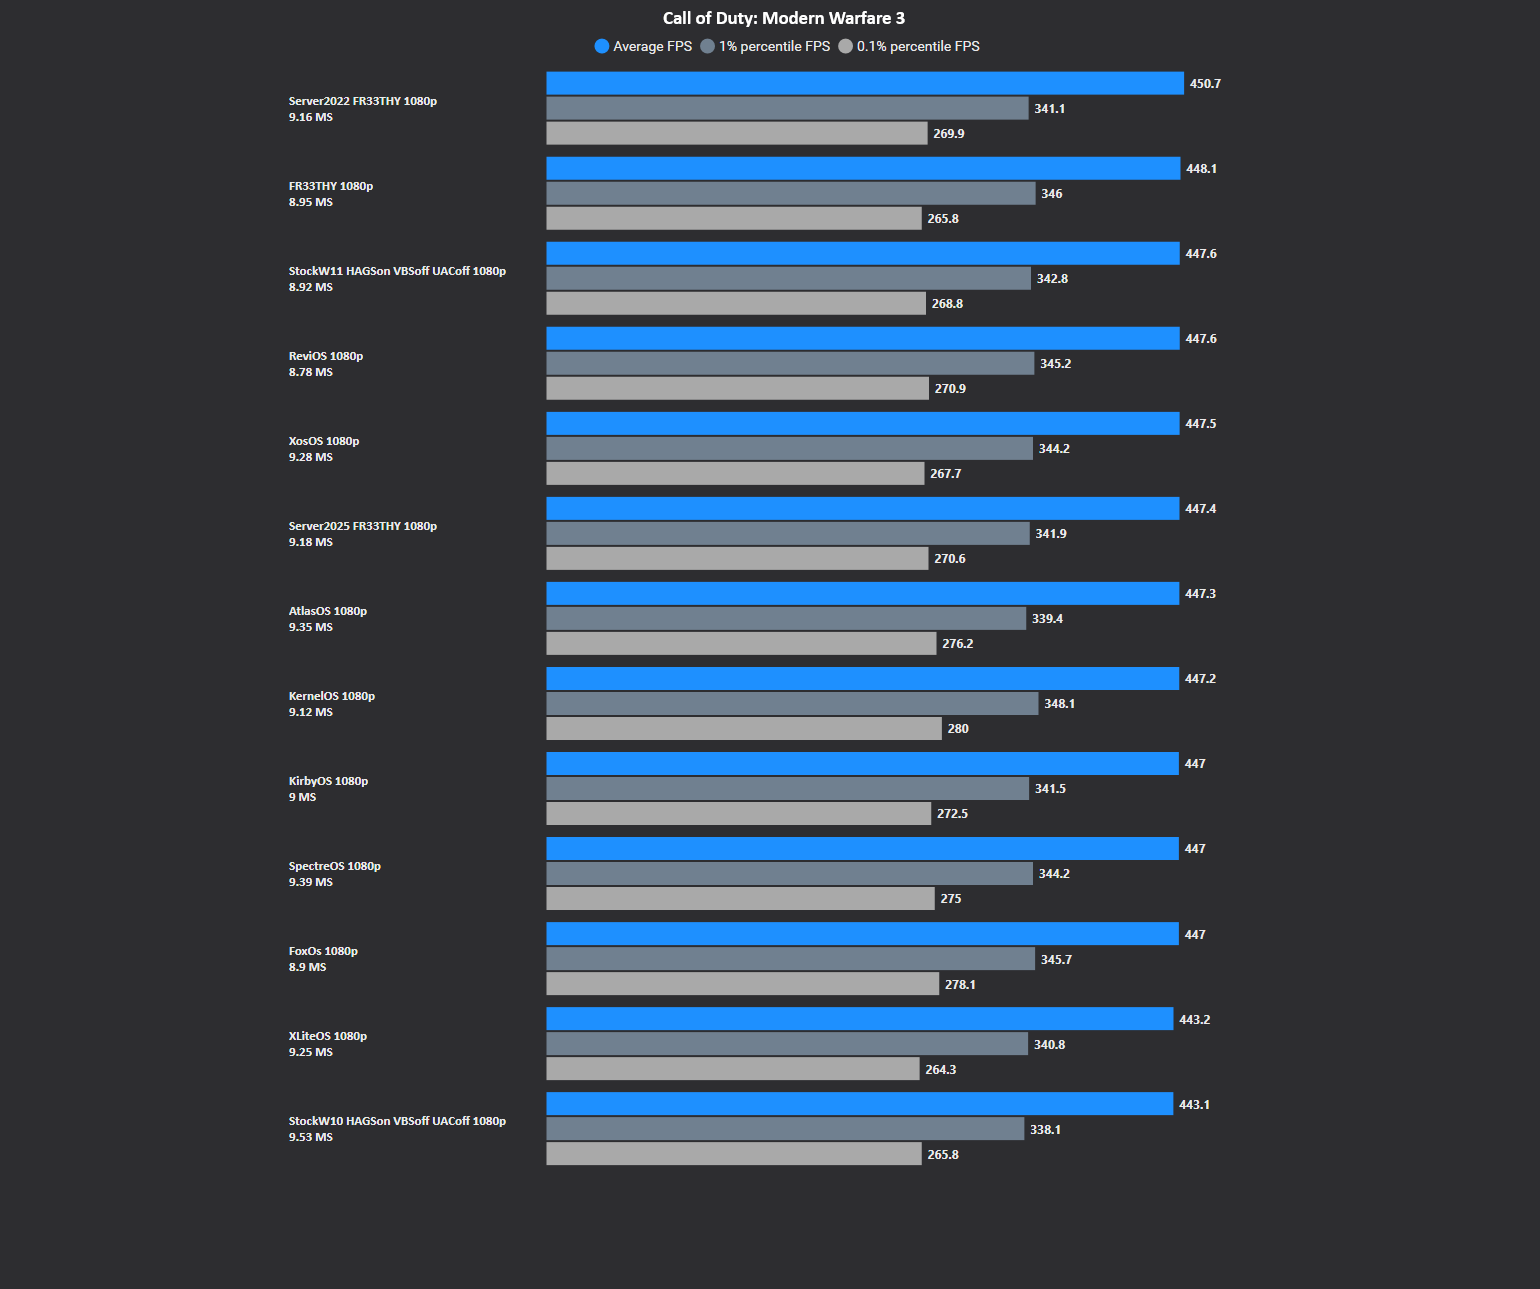 Call of Duty: Modern Warfare 3
Average FPS 1% percentile FPS 0.1% percentile FPS
Server2022 FR33THY 1080p
9.16 MS
450.7
341.1
269.9
FR33THY 1080p
8.95 MS
448.1
346
265.8
StockW11 HAGSon VBSoff UACoff 1080p
8.92 MS
447.6
342.8
268.8
ReviOS 1080p
8.78 MS
447.6
345.2
270.9
XosOS 1080p
9.28 MS
447.5
344.2
267.7
Server2025 FR33THY 1080p
9.18 MS
447.4
341.9
270.6
AtlasOS 1080p
9.35 MS
447.3
339.4
276.2
KernelOS 1080p
9.12 MS
447.2
348.1
280
KirbyOS 1080p
9 MS
447
341.5
272.5
SpectreOS 1080p
9.39 MS
447
344.2
275
FoxOs 1080p
8.9 MS
447
345.7
278.1
XLiteOS 1080p
9.25 MS
443.2
340.8
264.3
StockW10 HAGSon VBSoff UACoff 1080p
9.53 MS
443.1
338.1
265.8